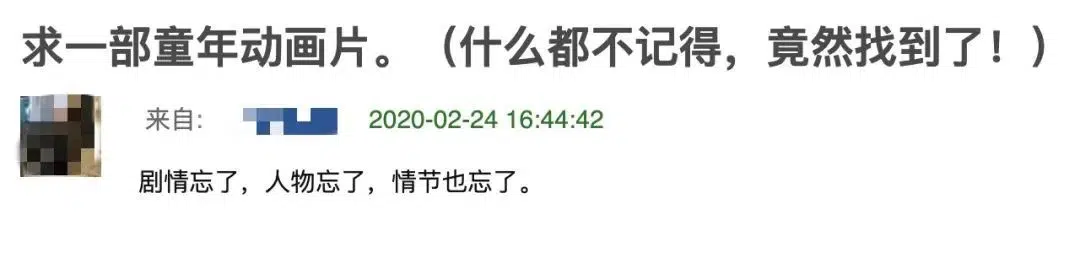 求一部童年动画片。（什么都不记得，竟然找到了！）
来自: 2020-02-24 16:44:42
剧情忘了，人物忘了，情节也忘了。